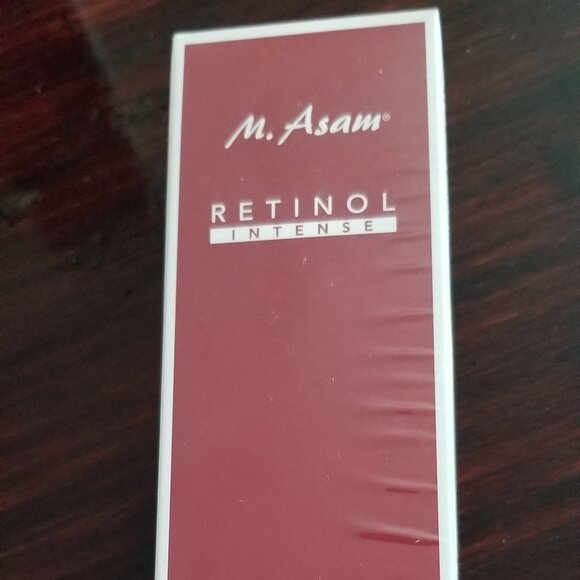 M. Asam®
RETINOL
INTENSE